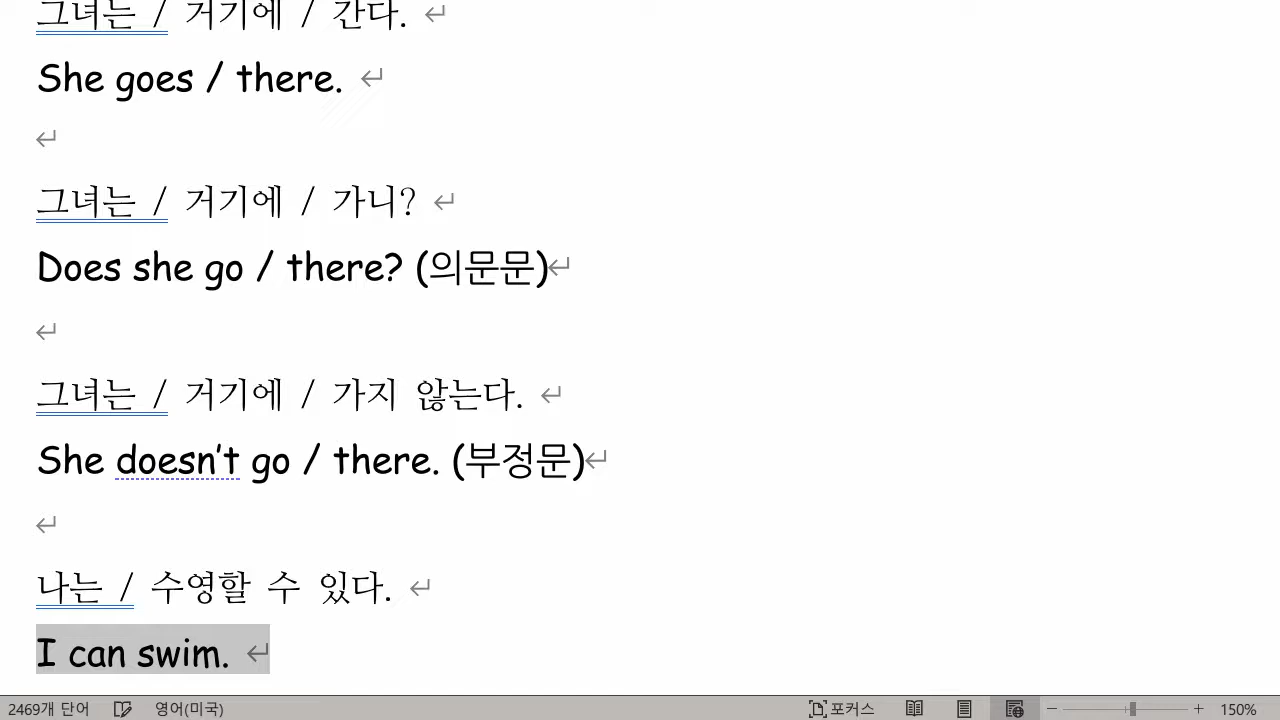 그녀는 / 거기에 / 간다.
She goes / there.
그녀는 / 거기에 / 가니?
Does she go / there? (의문문)
그녀는 / 거기에 / 가지 않는다.
She doesn't go / there. (부정문)
나는 / 수영할 수 있다.
I can swim.
2469개 단어 영어(미국) 포커스 150%